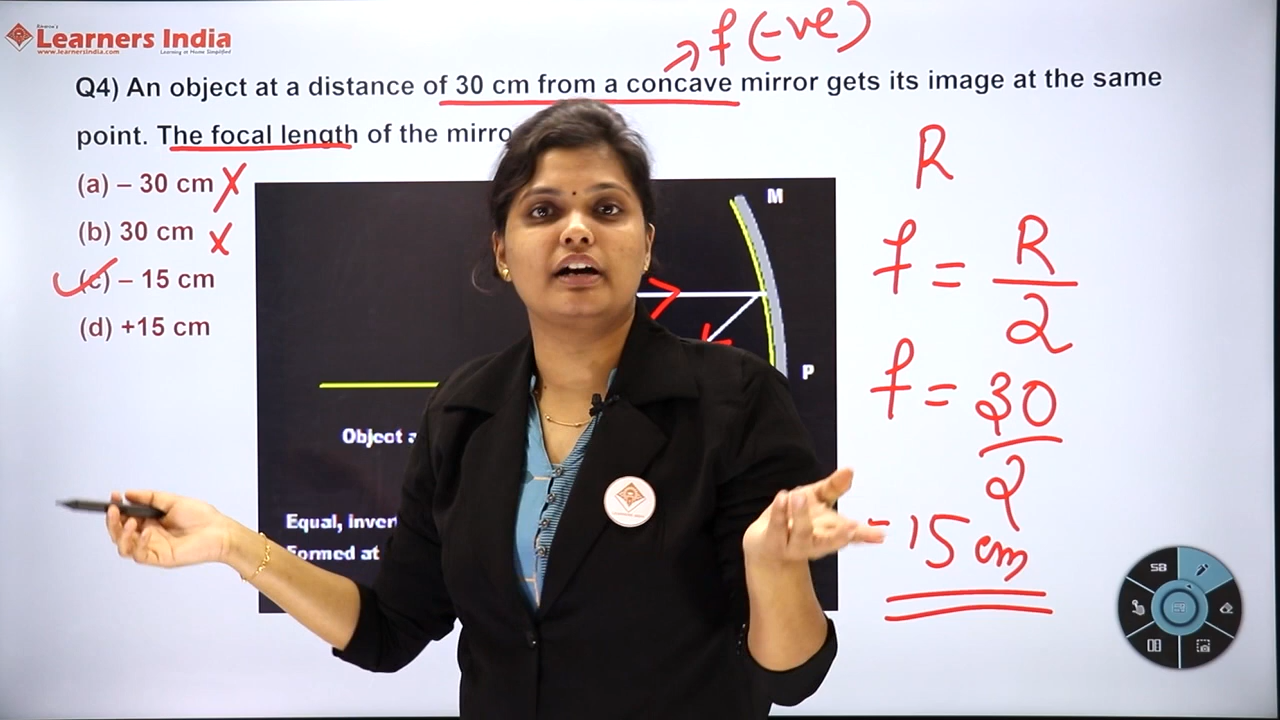 Learners India
www.learnersindia.com
Learning at Home Simplified
f (-ve)
Q4) An object at a distance of 30 cm from a concave mirror gets its image at the same
point. The focal length of the
(a) – 30 cm
(b) 30 cm
(c) – 15 cm
(d) +15 cm
M
P
Object
Equal,
Formed at
R
f = R
2
f = 30
2
-15 cm
SB